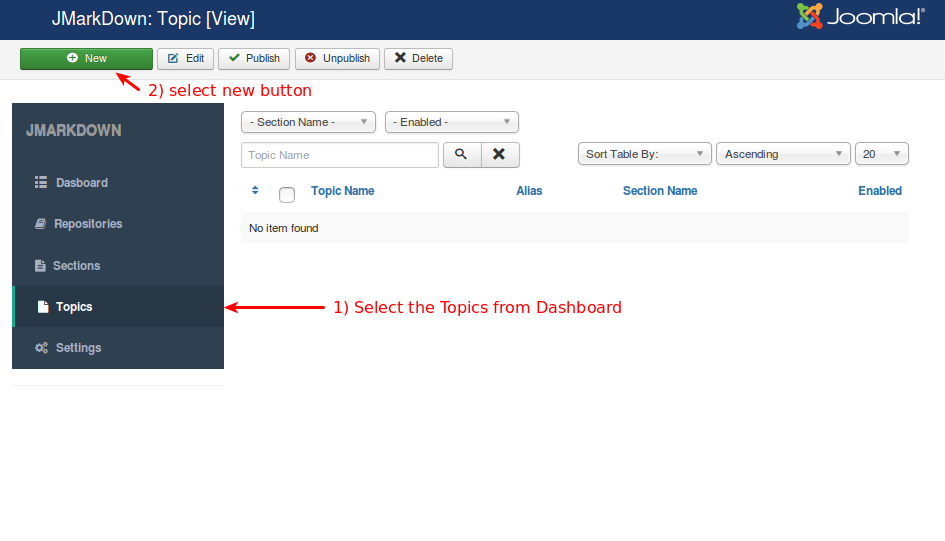 JMarkDown: Topic [View]
Joomla!®
New Edit Publish Unpublish Delete
2) select new button
JMARKDOWN
Dasboard
Repositories
Sections
Topics
Settings
- Section Name - - Enabled -
Topic Name Sort Table By: Ascending 20
Topic Name Alias Section Name Enabled
No item found
1) Select the Topics from Dashboard